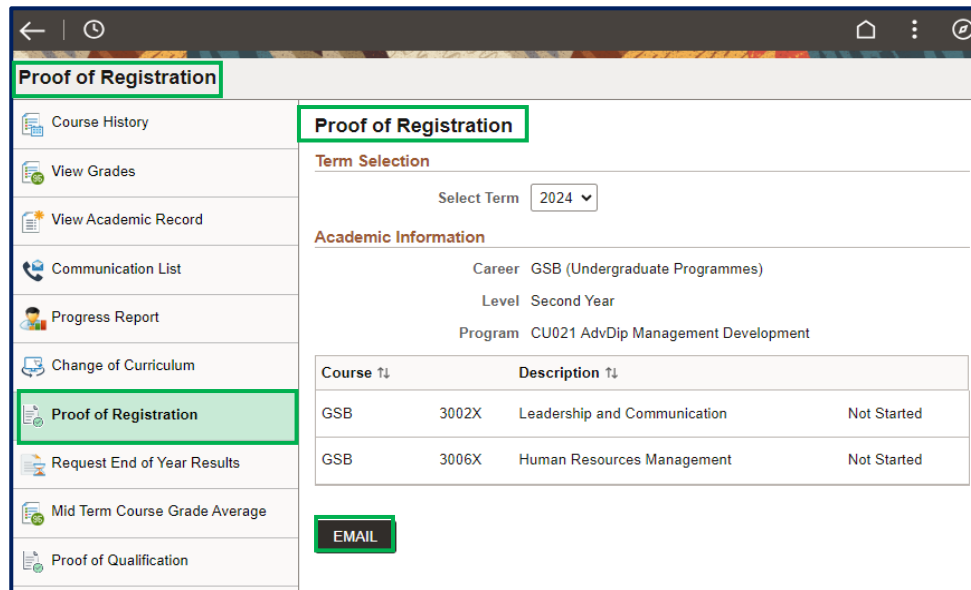 Proof of Registration
Course History
View Grades
View Academic Record
Communication List
Progress Report
Change of Curriculum
Proof of Registration
Request End of Year Results
Mid Term Course Grade Average
Proof of Qualification
Proof of Registration
Term Selection
Select Term 2024
Academic Information
Career GSB (Undergraduate Programmes)
Level Second Year
Program CU021 AdvDip Management Development
Course ↑↓ Description ↑↓
GSB 3002X Leadership and Communication Not Started
GSB 3006X Human Resources Management Not Started
EMAIL